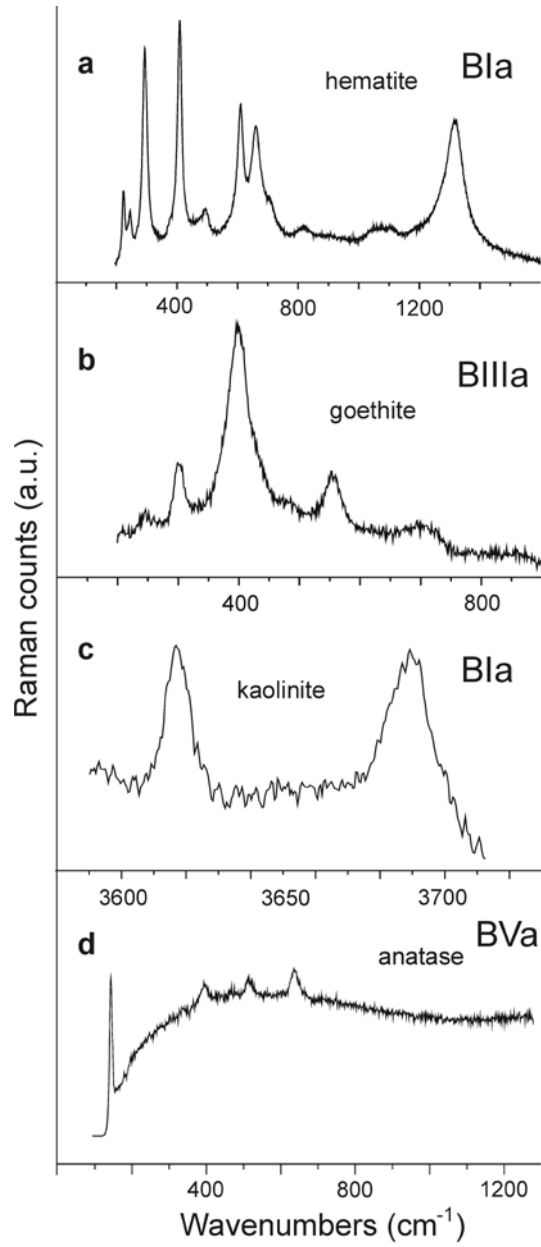 a
hematite
BIa
400 800 1200
b
goethite
BIIIa
400 800
c
kaolinite
BIa
3600 3650 3700
d
anatase
BVa
400 800 1200
Wavenumbers (cm-1)
Raman counts (a.u.)